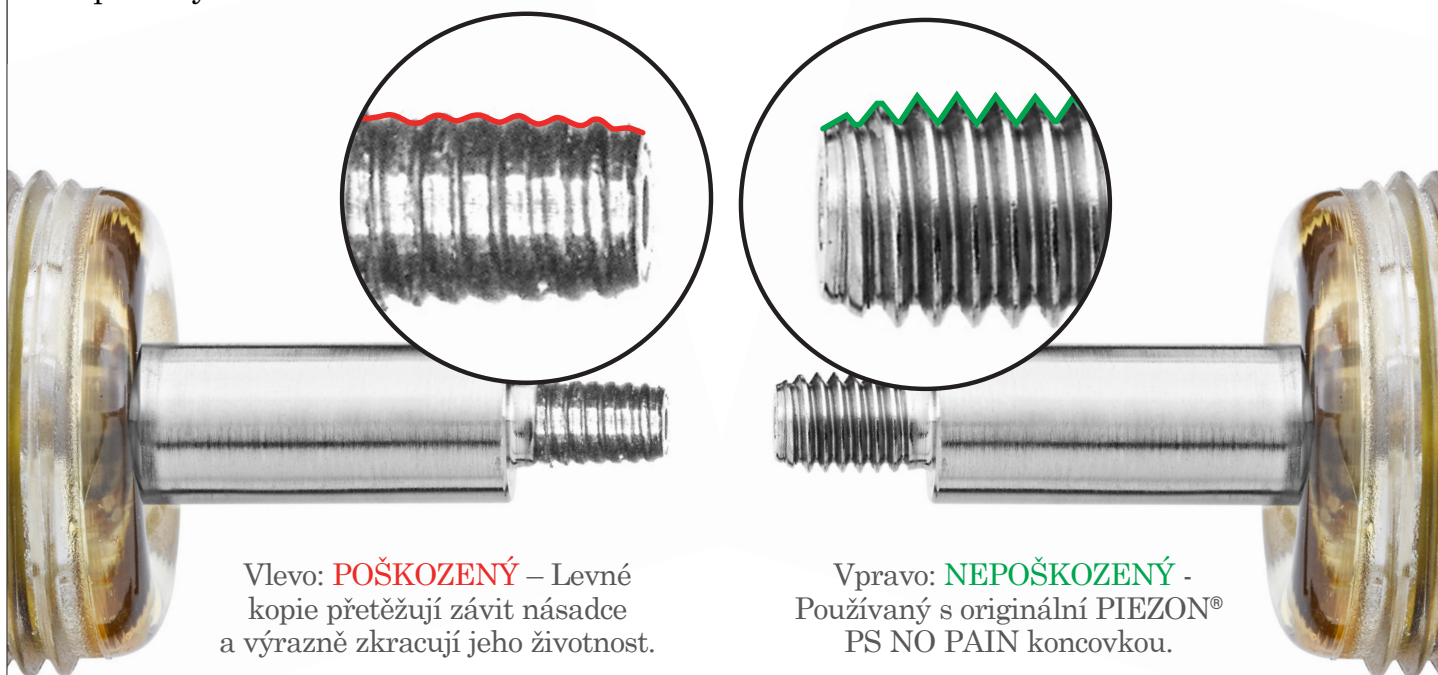 Vlevo: POŠKOZENÝ – Levné
kopie přetěžují závit násadce
a výrazně zkracují jeho životnost.
Vpravo: NEPOŠKOZENÝ -
Používaný s originální PIEZON®
PS NO PAIN koncovkou.